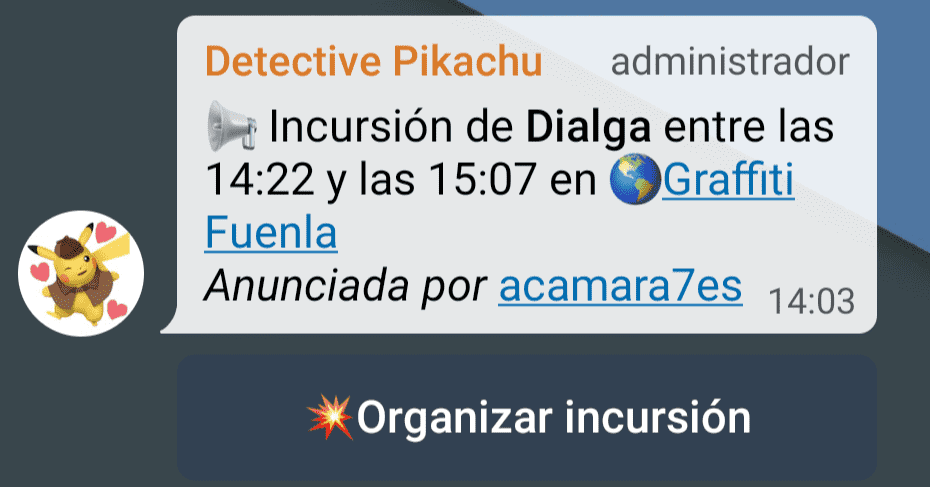 Detective Pikachu administrador
📢 Incursión de Dialga entre las
14:22 y las 15:07 en 🌎Graffiti
Fuenla
Anunciada por acamara7es 14:03
💥Organizar incursión